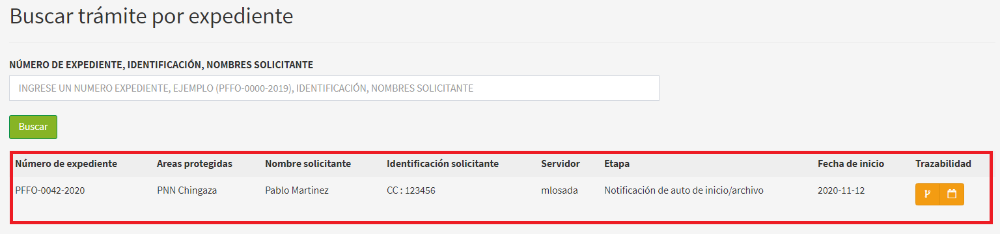 Buscar trámite por expediente
NÚMERO DE EXPEDIENTE, IDENTIFICACIÓN, NOMBRES SOLICITANTE
INGRESE UN NUMERO EXPEDIENTE, EJEMPLO (PFFO-0000-2019), IDENTIFICACIÓN, NOMBRES SOLICITANTE
Buscar
Número de expediente Areas protegidas Nombre solicitante Identificación solicitante Servidor Etapa Fecha de inicio Trazabilidad
PFFO-0042-2020 PNN Chingaza Pablo Martinez CC : 123456 mlosada Notificación de auto de inicio/archivo 2020-11-12